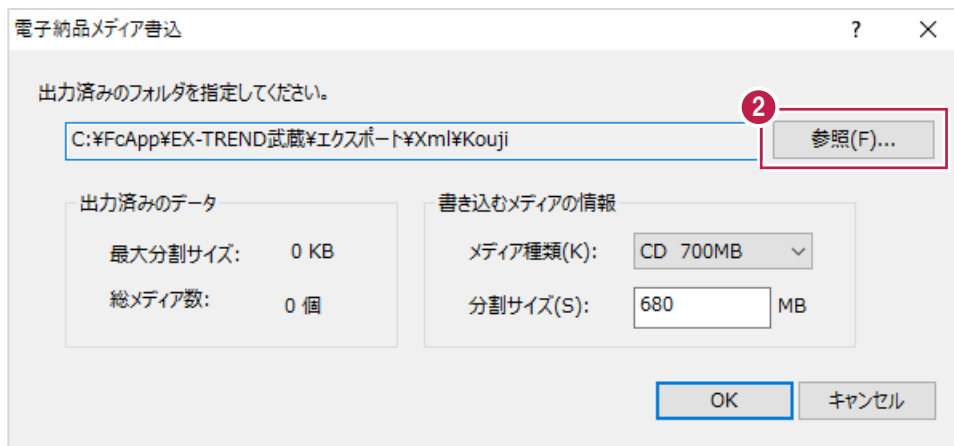 電子納品メディア書込
?
出力済みのフォルダを指定してください。
2
C:¥FcApp¥EX-TREND武蔵¥エクスポート¥Xml¥Kouji
参照(F)...
出力済みのデータ
最大分割サイズ: 0 KB
総メディア数: 0 個
書き込むメディアの情報
メディア種類(K): CD 700MB
分割サイズ(S): 680 MB
OK
キャンセル